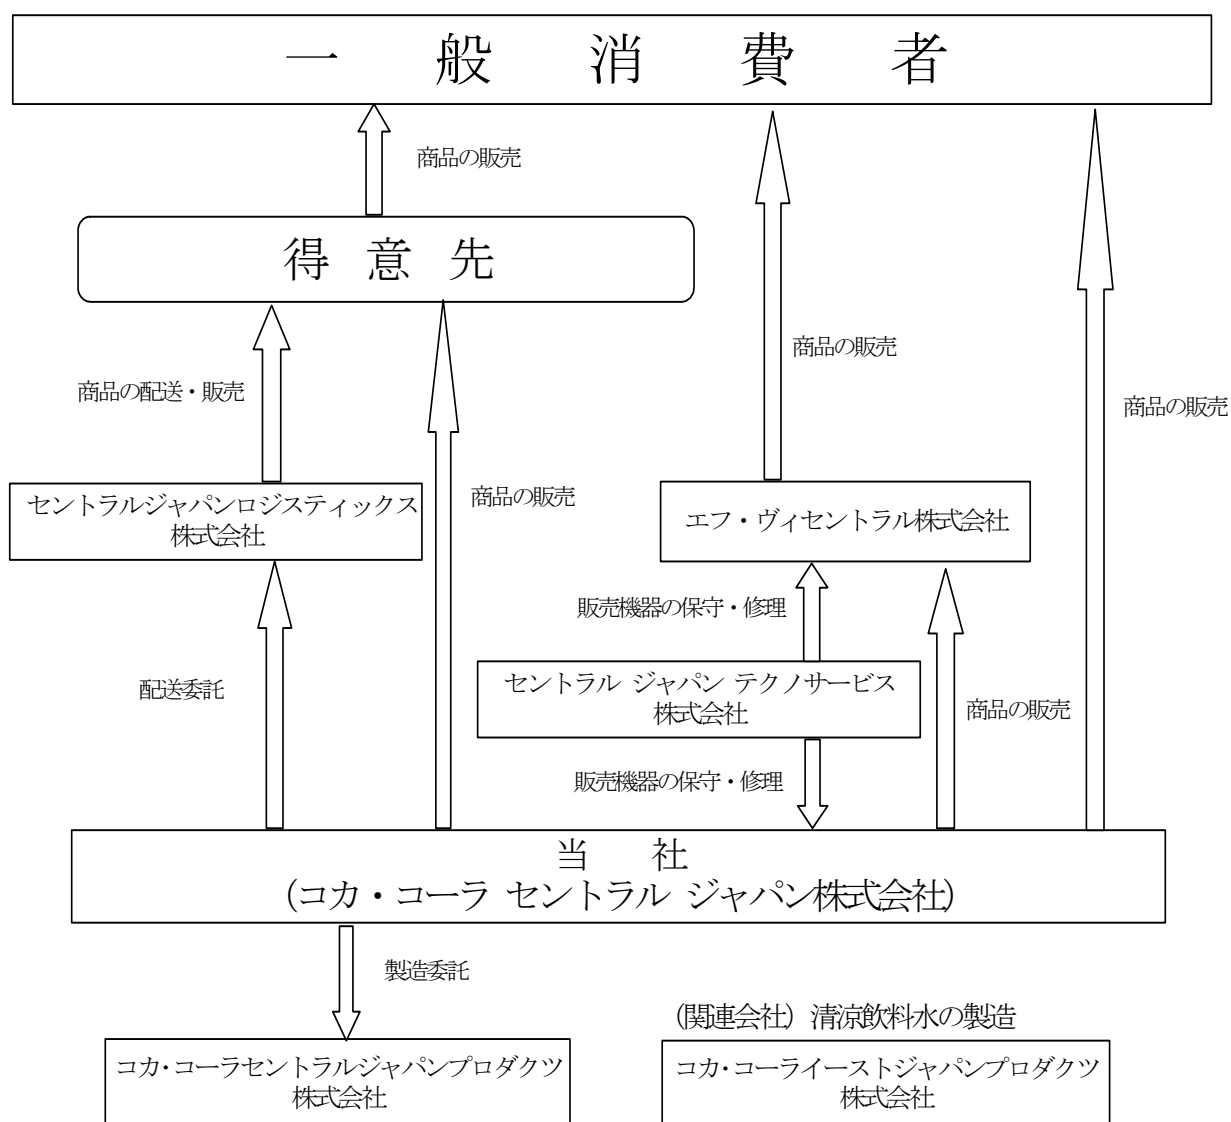 一般消費者
商品の販売
得意先
商品の販売
商品の配送・販売
商品の販売
商品の販売
セントラルジャパンロジスティックス
株式会社
エフ・ヴィセントラル株式会社
販売機器の保守・修理
配送委託
セントラル ジャパン テクノサービス
株式会社
商品の販売
販売機器の保守・修理
当社
(コカ・コーラ セントラル ジャパン株式会社)
製造委託
(関連会社) 清涼飲料水の製造
コカ・コーラセントラルジャパンプロダクツ
株式会社
コカ・コーライーストジャパンプロダクツ
株式会社